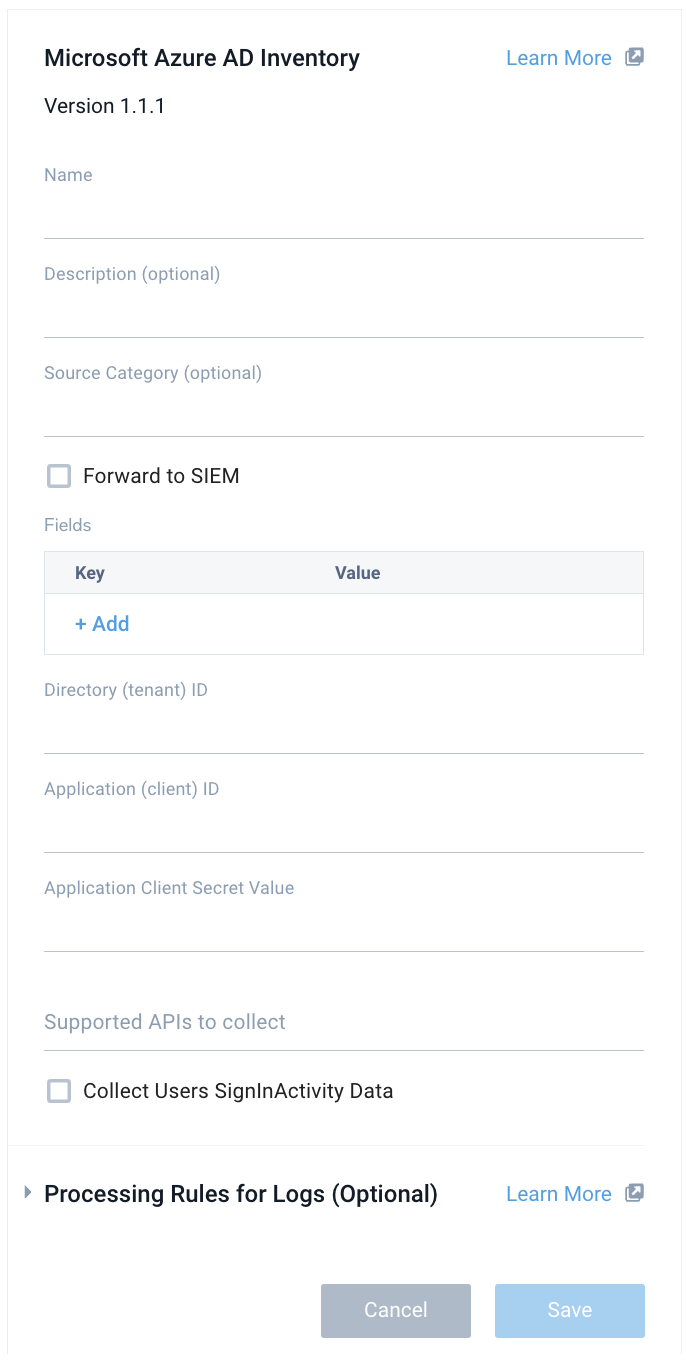 Microsoft Azure AD Inventory Learn More
Version 1.1.1
Name
Description (optional)
Source Category (optional)
Forward to SIEM
Fields
Key Value
+ Add
Directory (tenant) ID
Application (client) ID
Application Client Secret Value
Supported APIs to collect
Collect Users SignInActivity Data
Processing Rules for Logs (Optional) Learn More
Cancel Save